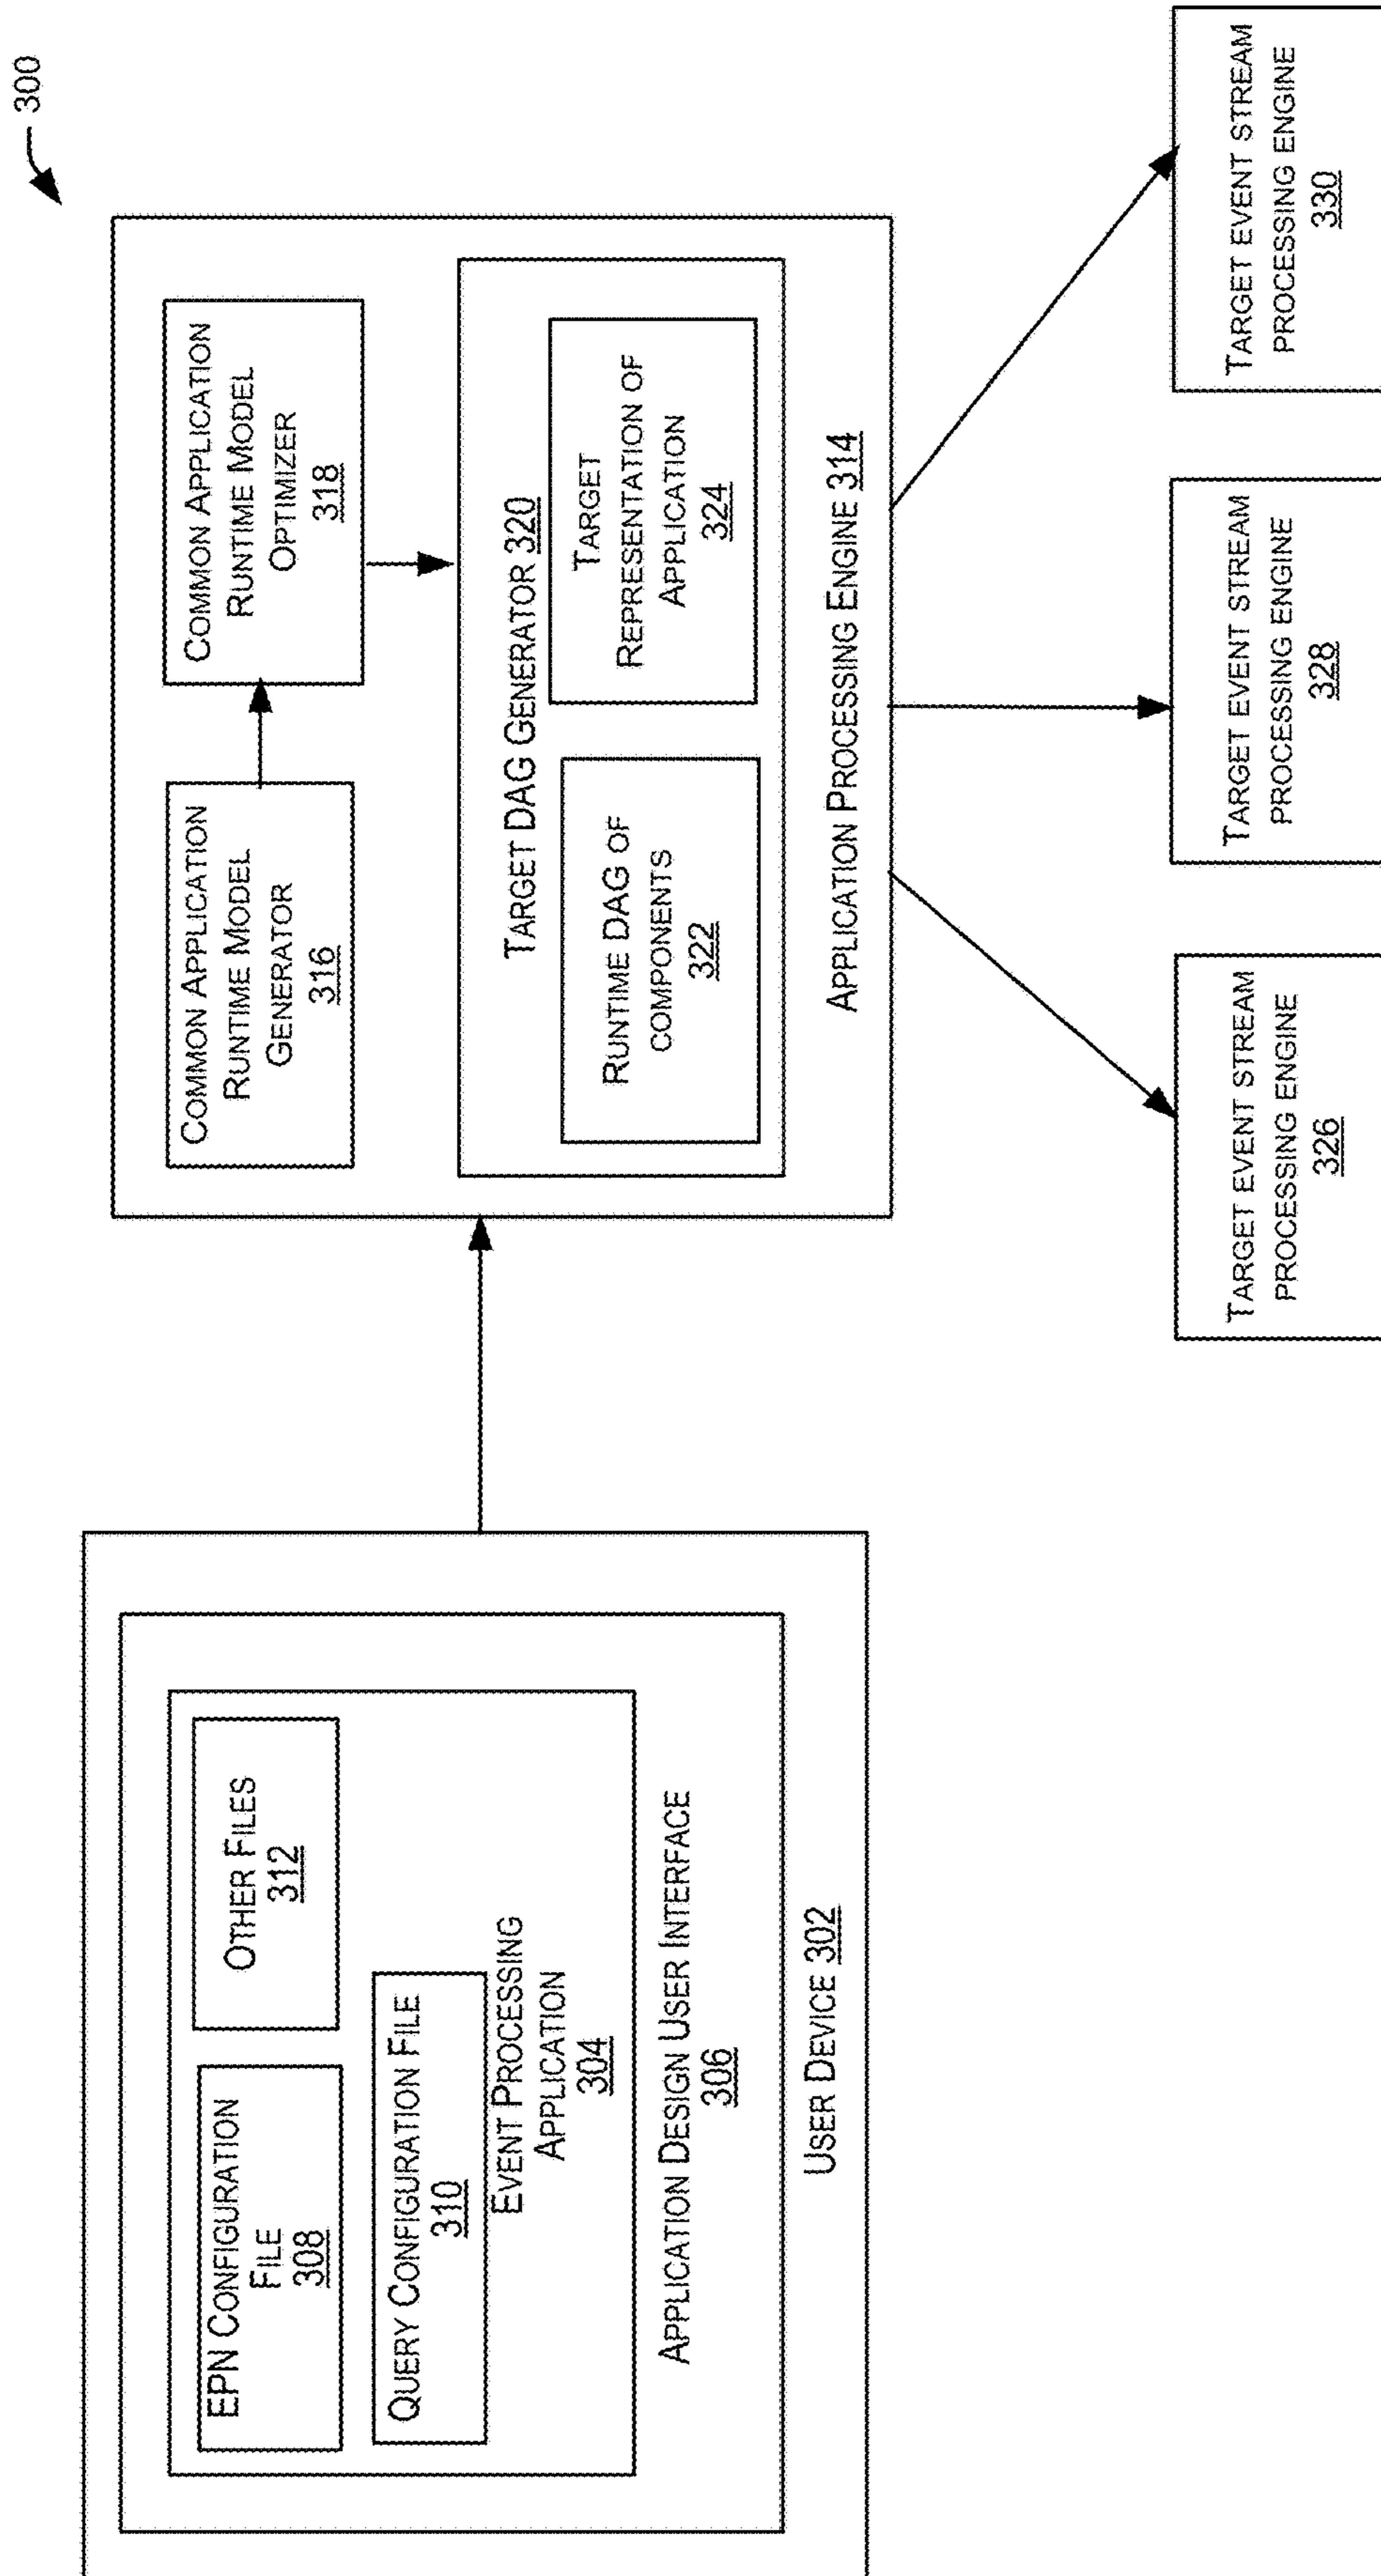 300
EPN CONFIGURATION
FILE
308
OTHER FILES
312
QUERY CONFIGURATION FILE
310
EVENT PROCESSING
APPLICATION
304
APPLICATION DESIGN USER INTERFACE
306
USER DEVICE 302
COMMON APPLICATION
RUNTIME MODEL
GENERATOR
316
COMMON APPLICATION
RUNTIME MODEL
OPTIMIZER
318
TARGET DAG GENERATOR 320
RUNTIME DAG OF
COMPONENTS
322
TARGET
REPRESENTATION OF
APPLICATION
324
APPLICATION PROCESSING ENGINE 314
TARGET EVENT STREAM
PROCESSING ENGINE
326
TARGET EVENT STREAM
PROCESSING ENGINE
328
TARGET EVENT STREAM
PROCESSING ENGINE
330